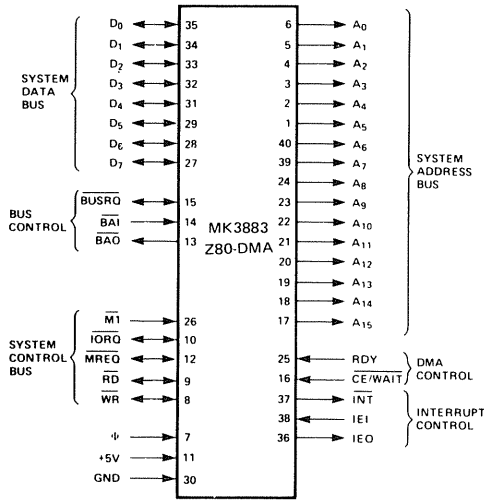 D0 35 6 A0
D1 34 5 A1
D2 33 4 A2
D3 32 3 A3
D4 31 2 A4
D5 29 1 A5
D6 28 40 A6
D7 27 39 A7
SYSTEM
DATA
BUS
24 A8
23 A9
22 A10
21 A11
20 A12
19 A13
18 A14
17 A15
SYSTEM
ADDRESS
BUS
BUSRQ 15
BAI 14
BAO 13
BUS
CONTROL
MK3883
Z80-DMA
M1 26
IORQ 10
MREQ 12
RD 9
WR 8
SYSTEM
CONTROL
BUS
25 RDY
16 CE/WAIT
DMA
CONTROL
37 INT
38 IEI
36 IEO
INTERRUPT
CONTROL
Φ 7
+5V 11
GND 30